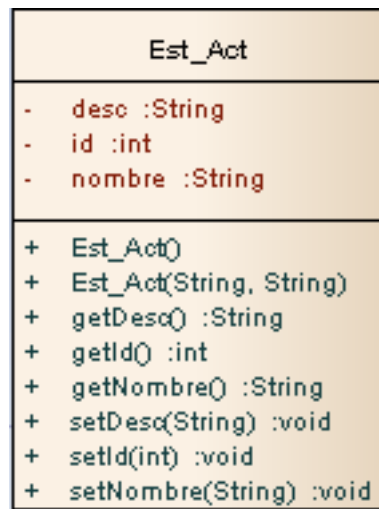 Est_Act
- desc :String
- id :int
- nombre :String
+ Est_Act()
+ Est_Act(String, String)
+ getDesc() :String
+ getId() :int
+ getNombre() :String
+ setDesc(String) :void
+ setId(int) :void
+ setNombre(String) :void